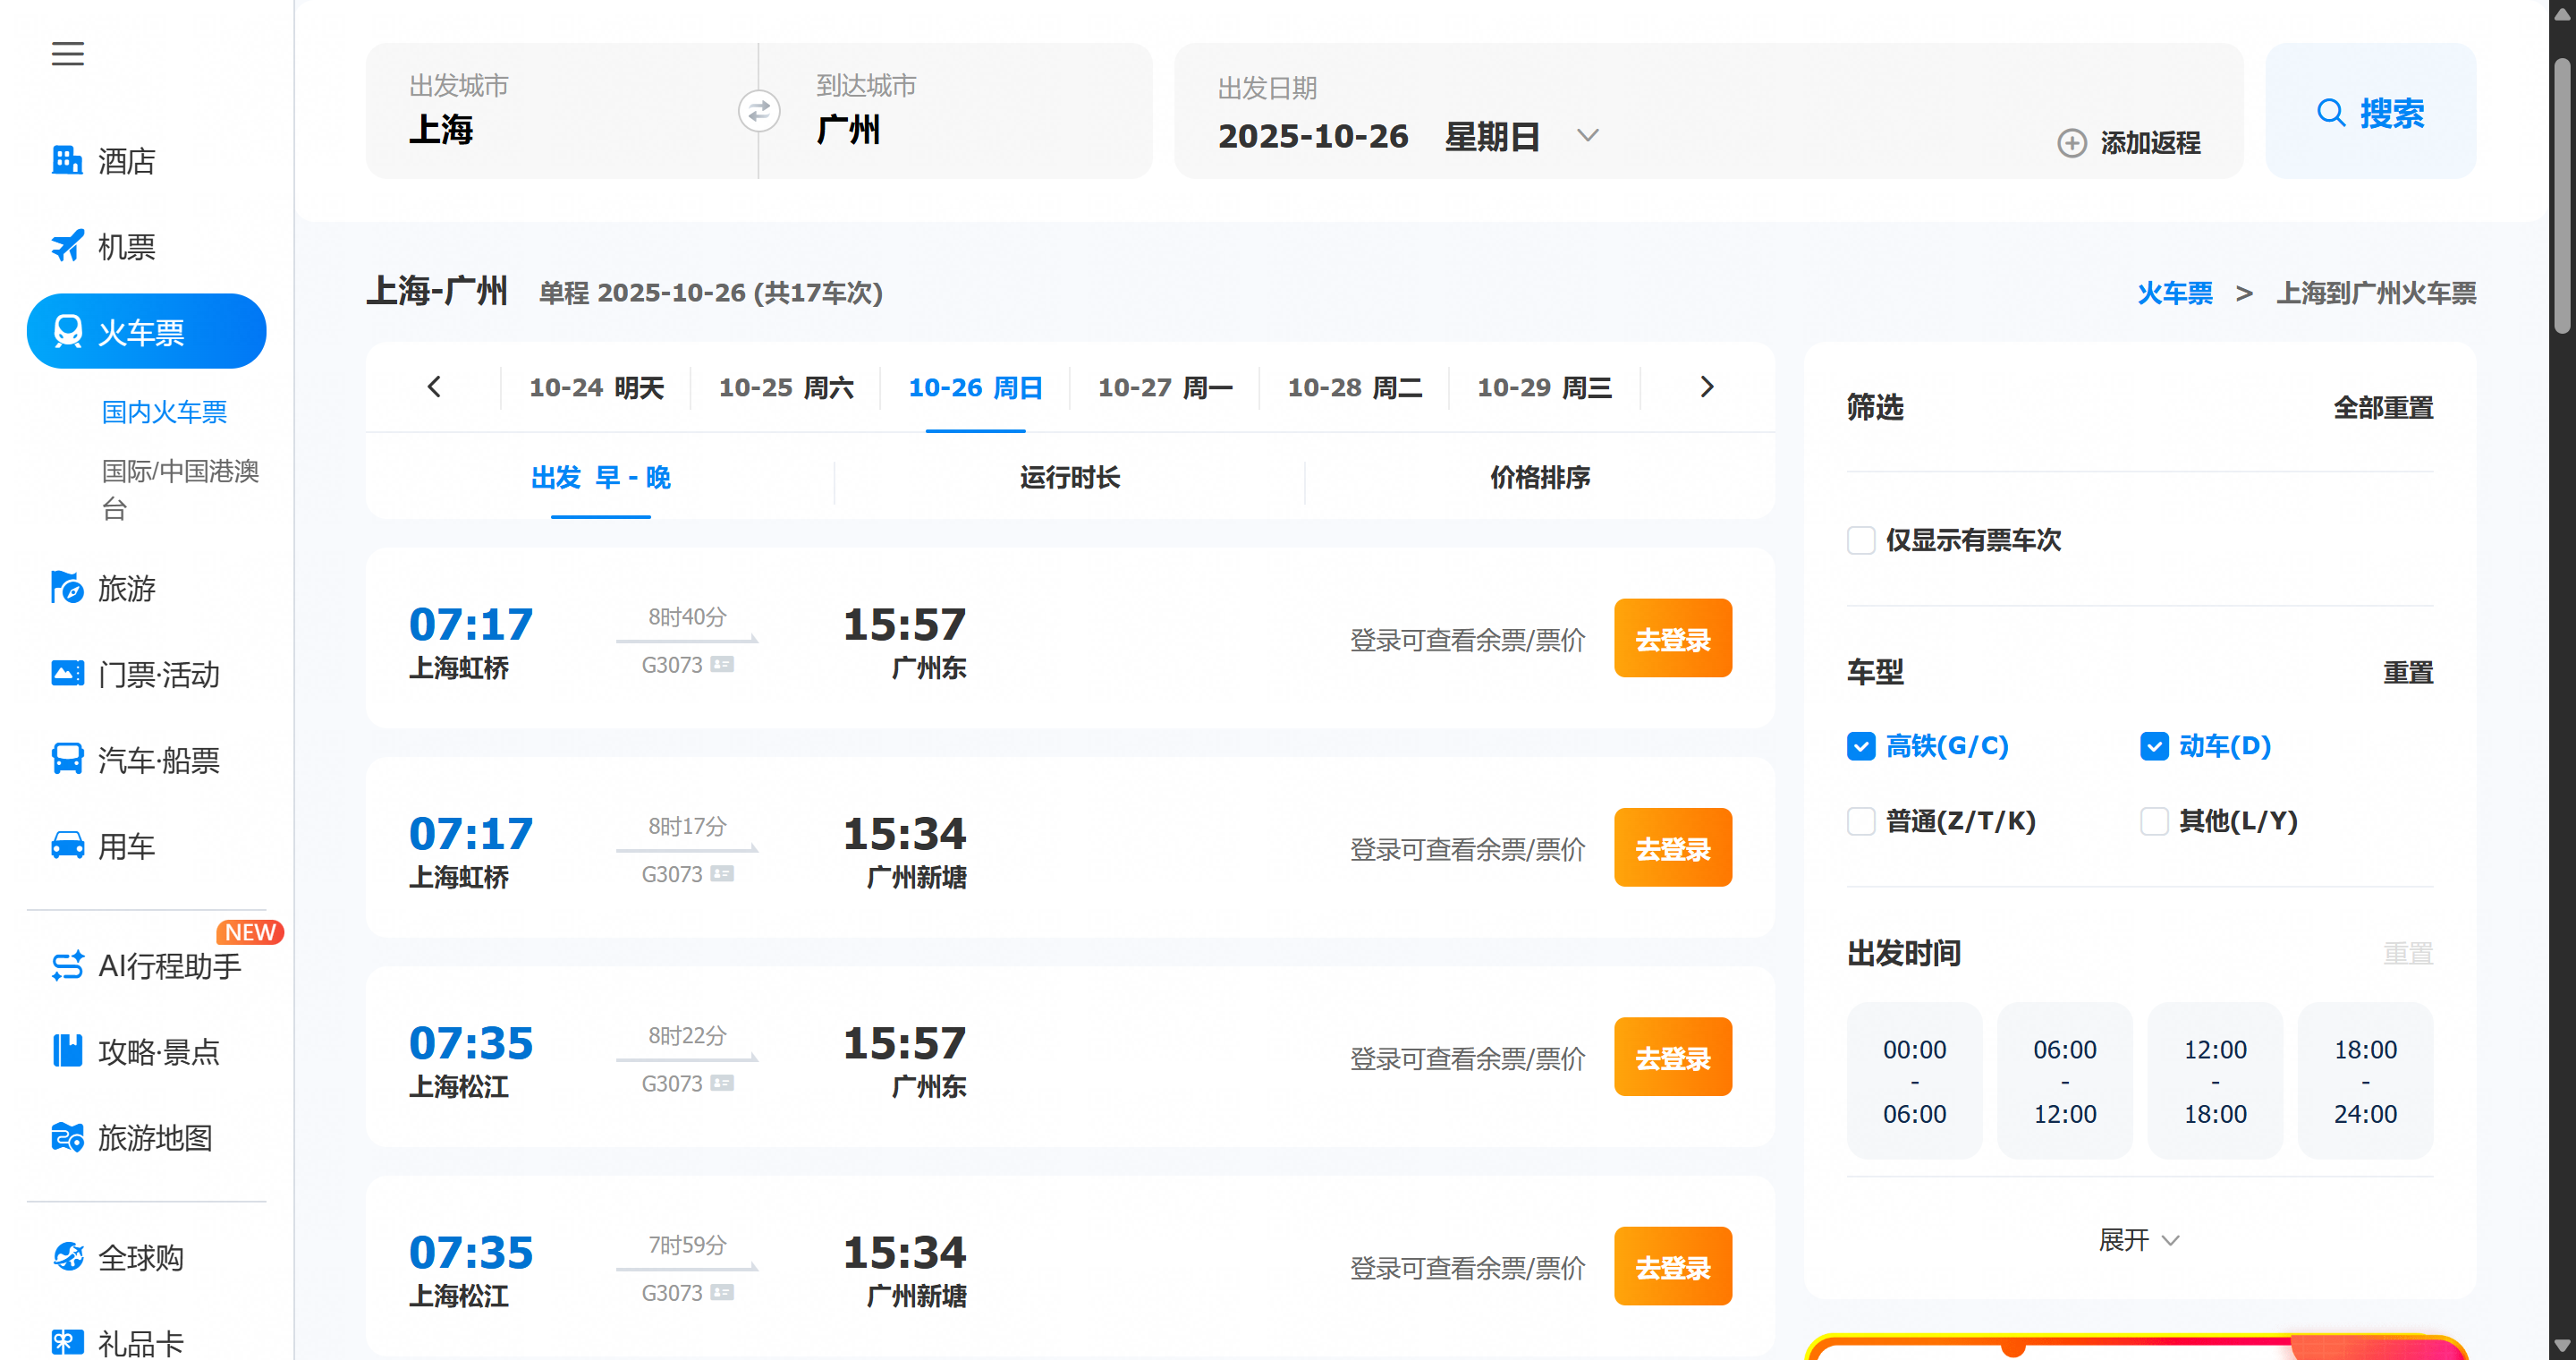 酒店
机票
火车票
国内火车票
国际/中国港澳
台
旅游
门票·活动
汽车·船票
用车
NEW
AI行程助手
攻略·景点
旅游地图
全球购
礼品卡
出发城市
上海
到达城市
广州
出发日期
2025-10-26 星期日
添加返程
搜索
上海-广州 单程 2025-10-26 (共17车次)
火车票 > 上海到广州火车票
10-24 明天 10-25 周六 10-26 周日 10-27 周一 10-28 周二 10-29 周三
出发 早 - 晚 运行时长 价格排序
07:17 8时40分 15:57
上海虹桥 G3073 广州东
登录可查看余票/票价 去登录
07:17 8时17分 15:34
上海虹桥 G3073 广州新塘
登录可查看余票/票价 去登录
07:35 8时22分 15:57
上海松江 G3073 广州东
登录可查看余票/票价 去登录
07:35 7时59分 15:34
上海松江 G3073 广州新塘
登录可查看余票/票价 去登录
筛选 全部重置
仅显示有票车次
车型 重置
高铁(G/C) 动车(D)
普通(Z/T/K) 其他(L/Y)
出发时间 重置
00:00 06:00 12:00 18:00
- - - -
06:00 12:00 18:00 24:00
展开